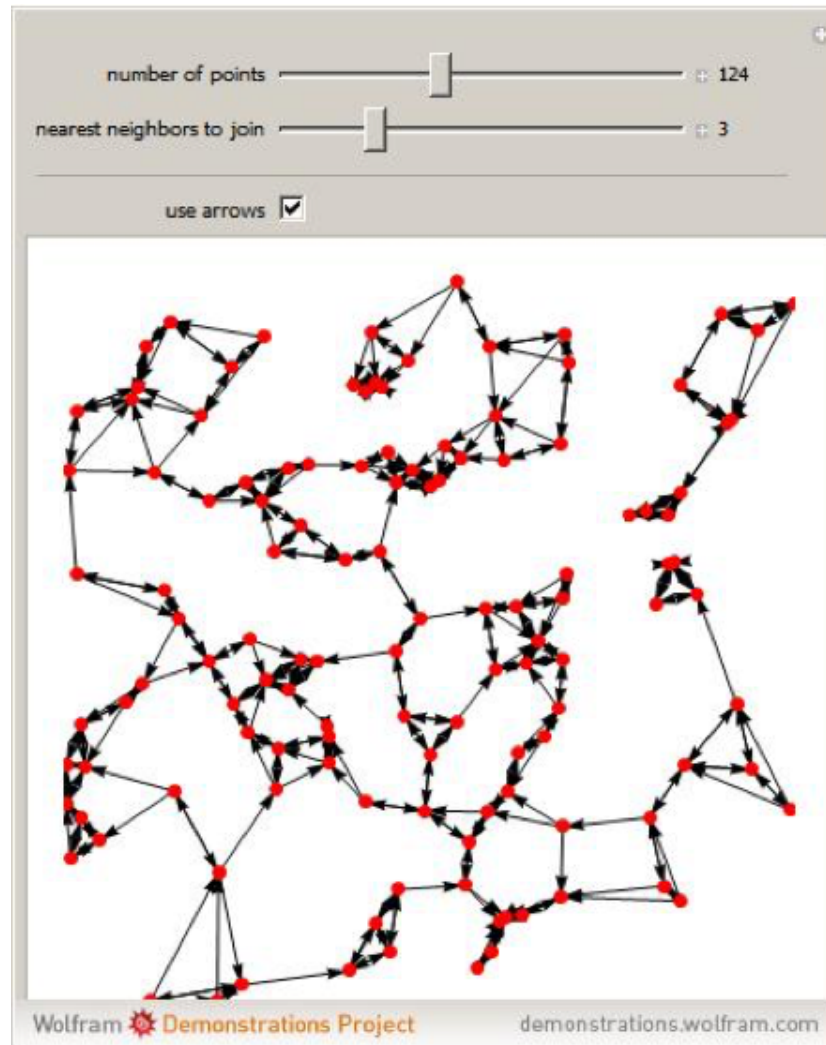 number of points 124
nearest neighbors to join 3
use arrows
Wolfram Demonstrations Project demonstrations.wolfram.com